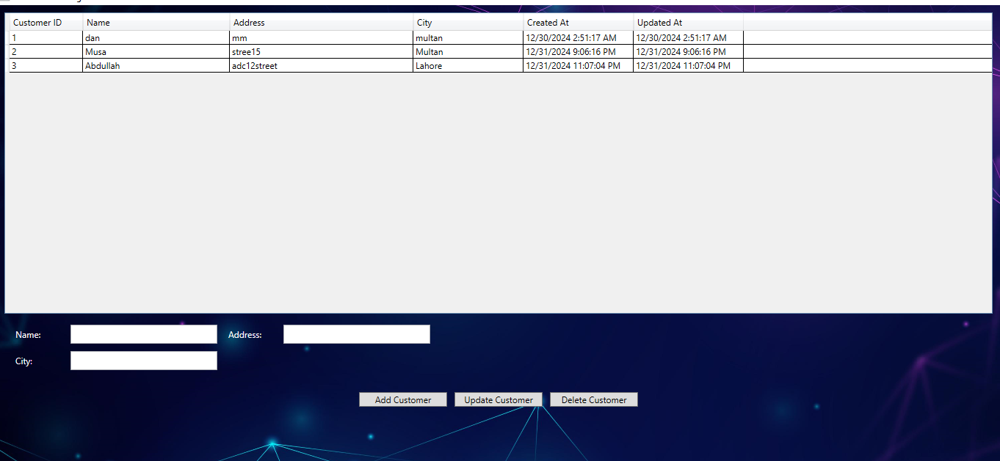 Customer ID Name Address City Created At Updated At
1 dan mm multan 12/30/2024 2:51:17 AM 12/30/2024 2:51:17 AM
2 Musa stree15 Multan 12/31/2024 9:06:16 PM 12/31/2024 9:06:16 PM
3 Abdullah adc12street Lahore 12/31/2024 11:07:04 PM 12/31/2024 11:07:04 PM
Name: Address:
City:
Add Customer Update Customer Delete Customer